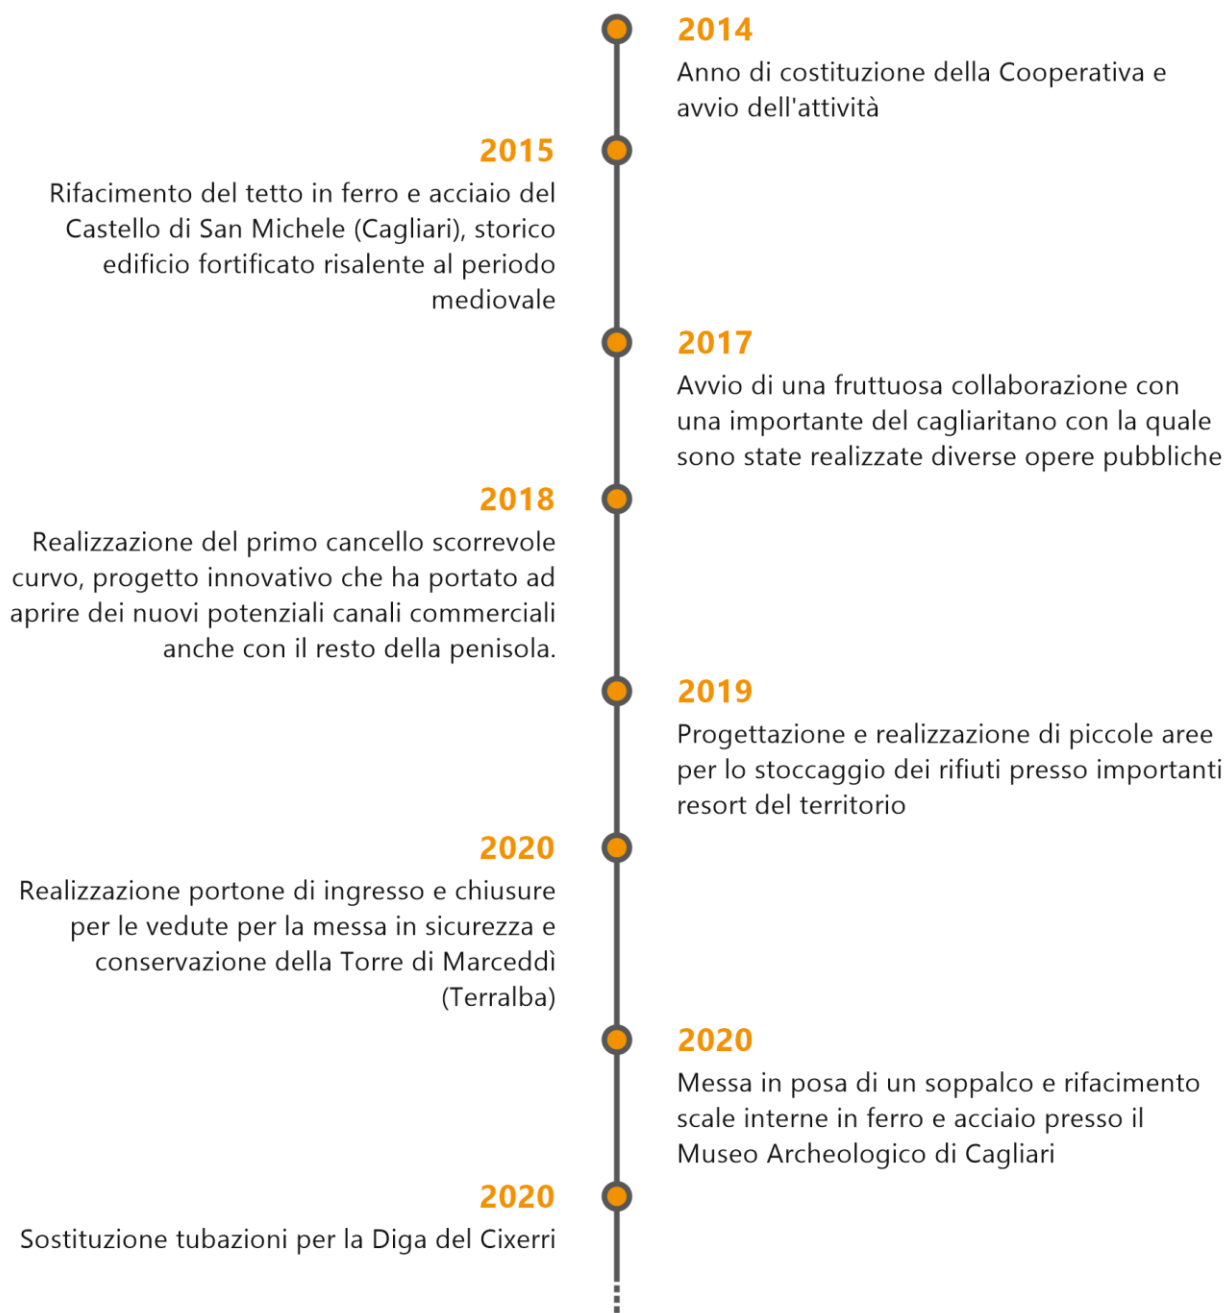 2014
Anno di costituzione della Cooperativa e
avvio dell'attività
2015
Rifacimento del tetto in ferro e acciaio del
Castello di San Michele (Cagliari), storico
edificio fortificato risalente al periodo
mediovale
2017
Avvio di una fruttuosa collaborazione con
una importante del cagliaritano con la quale
sono state realizzate diverse opere pubbliche
2018
Realizzazione del primo cancello scorrevole
curvo, progetto innovativo che ha portato ad
aprire dei nuovi potenziali canali commerciali
anche con il resto della penisola.
2019
Progettazione e realizzazione di piccole aree
per lo stoccaggio dei rifiuti presso importanti
resort del territorio
2020
Realizzazione portone di ingresso e chiusure
per le vedute per la messa in sicurezza e
conservazione della Torre di Marceddì
(Terralba)
2020
Messa in posa di un soppalco e rifacimento
scale interne in ferro e acciaio presso il
Museo Archeologico di Cagliari
2020
Sostituzione tubazioni per la Diga del Cixerri